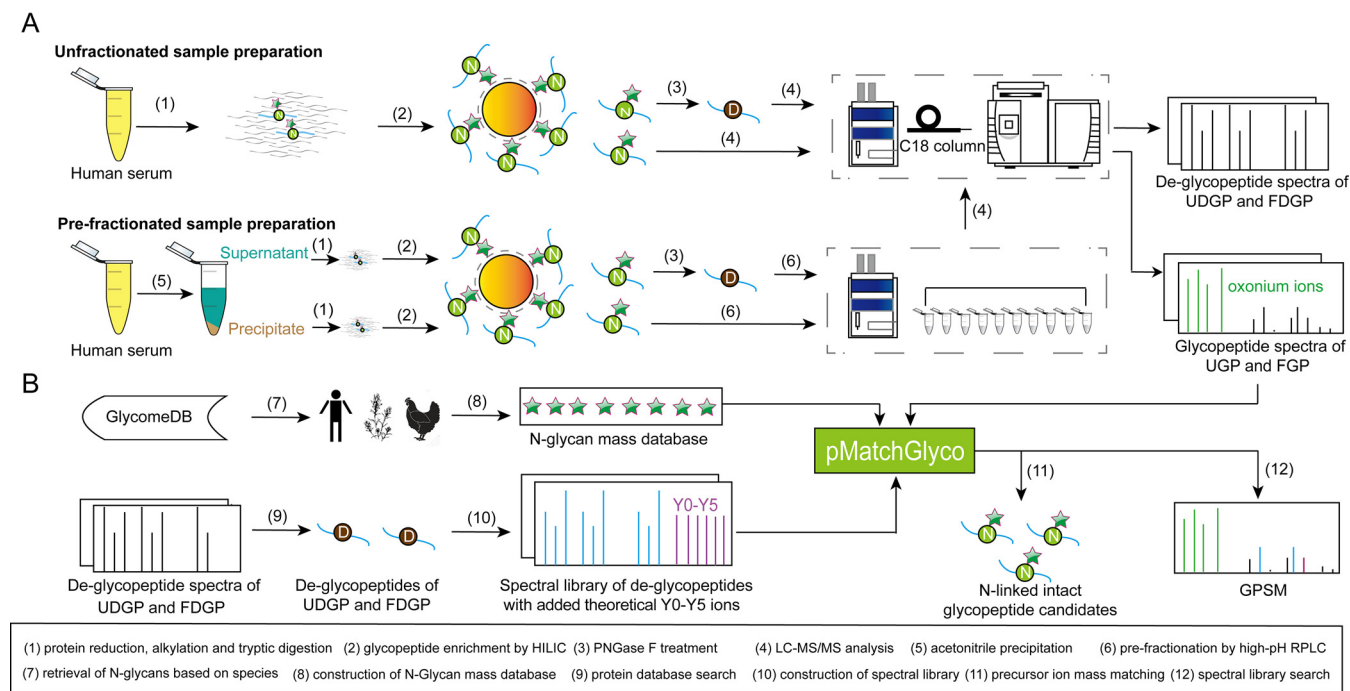 A
Unfractionated sample preparation
(1)
(2)
(3)
(4)
(4)
N
N
N
N
N
N
N
N
N
N
N
D
C18 column
Human serum
De-glycopeptide spectra of
UDGP and FDGP
(4)
Pre-fractionated sample preparation
Supernatant
(1)
(2)
(3)
(6)
(5)
N
N
N
N
N
N
N
N
D
Precipitate
(1)
(2)
(6)
oxonium ions
Human serum
Glycopeptide spectra of
UGP and FGP
B
GlycomeDB
(7)
(8)
N-glycan mass database
pMatchGlyco
(11)
(12)
(9)
D
D
(10)
Y0-Y5
N
N
N
De-glycopeptide spectra of
UDGP and FDGP
De-glycopeptides of
UDGP and FDGP
Spectral library of de-glycopeptides
with added theoretical Y0-Y5 ions
N-linked intact
glycopeptide candidates
GPSM
(1) protein reduction, alkylation and tryptic digestion (2) glycopeptide enrichment by HILIC (3) PNGase F treatment (4) LC-MS/MS analysis (5) acetonitrile precipitation (6) pre-fractionation by high-pH RPLC
(7) retrieval of N-glycans based on species (8) construction of N-Glycan mass database (9) protein database search (10) construction of spectral library (11) precursor ion mass matching (12) spectral library search